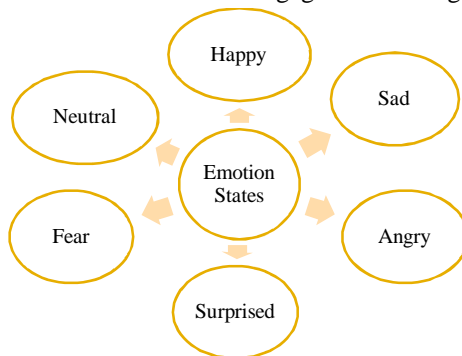 Happy
Sad
Neutral
Emotion
States
Fear
Angry
Surprised